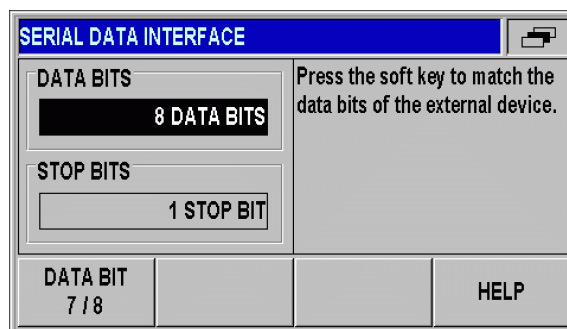 SERIAL DATA INTERFACE
DATA BITS
8 DATA BITS
STOP BITS
1 STOP BIT
Press the soft key to match the
data bits of the external device.
DATA BIT
7 / 8
HELP